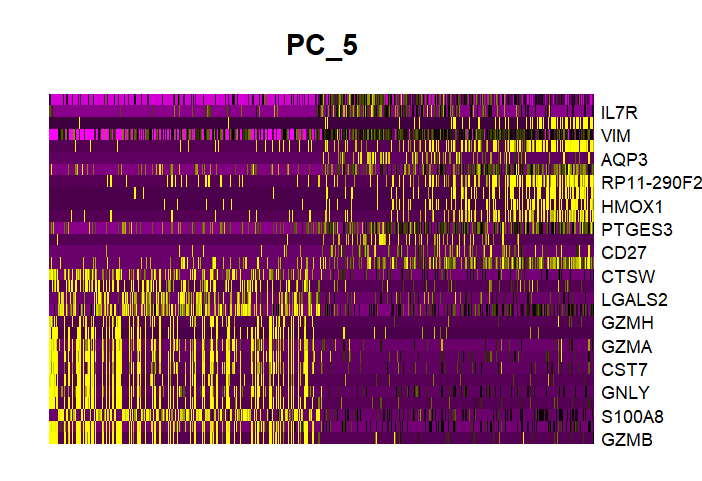 PC_5
IL7R
VIM
AQP3
RP11-290F2
HMOX1
PTGES3
CD27
CTSW
LGALS2
GZMH
GZMA
CST7
GNLY
S100A8
GZMB